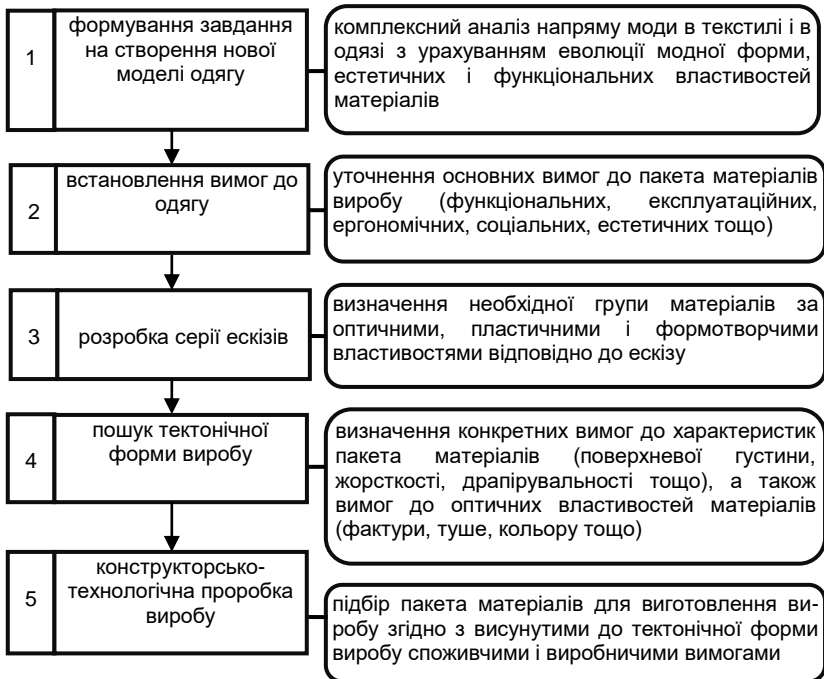 1
формування завдання
на створення нової
моделі одягу
комплексний аналіз напряму моди в текстилі і в
одязі з урахуванням еволюції модної форми,
естетичних і функціональних властивостей
матеріалів
2
встановлення вимог до
одягу
уточнення основних вимог до пакета матеріалів
виробу (функціональних, експлуатаційних,
ергономічних, соціальних, естетичних тощо)
3
розробка серії ескізів
визначення необхідної групи матеріалів за
оптичними, пластичними і формотворчими
властивостями відповідно до ескізу
4
пошук тектонічної
форми виробу
визначення конкретних вимог до характеристик
пакета матеріалів (поверхневої густини,
жорсткості, драпірувальності тощо), а також
вимог до оптичних властивостей матеріалів
(фактури, туше, кольору тощо)
5
конструкторсько-
технологічна проробка
виробу
підбір пакета матеріалів для виготовлення ви-
робу згідно з висунутими до тектонічної форми
виробу споживчими і виробничими вимогами